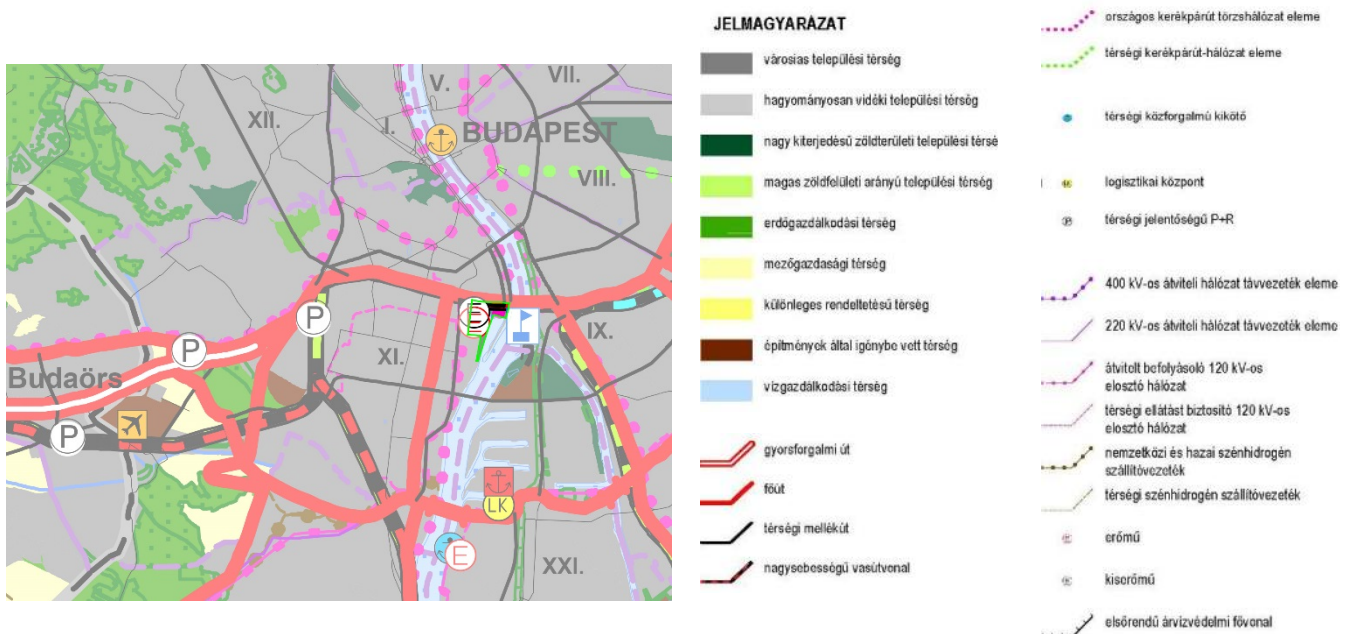 V.
VII.
XII.
I.
BUDAPEST
VIII.
P
E
IX.
P
XI.
Budaörs
P
LK
E
XXI.
JELMAGYARÁZAT
városias települési térség
hagyományosan vidéki települési térség
nagy kiterjedésű zöldterületi települési térsé
magas zöldfelületi arányú települési térség
erdőgazdálkodási térség
mezőgazdasági térség
különleges rendeltetésű térség
építmények által igénybe vett térség
vízgazdálkodási térség
gyorsforgalmi út
főút
térségi mellékút
nagysebességű vasútvonal
országos kerékpárút törzshálózat eleme
térségi kerékpárút-hálózat eleme
térségi közforgalmú kikötő
LK logisztikai központ
P térségi jelentőségű P+R
400 kV-os átviteli hálózat távvezeték eleme
220 kV-os átviteli hálózat távvezeték eleme
átvitelt befolyásoló 120 kV-os
elosztó hálózat
térségi ellátást biztosító 120 kV-os
elosztó hálózat
nemzetközi és hazai szénhidrogén
szállítóvezeték
térségi szénhidrogén szállítóvezeték
erőmű
kiserőmű
elsőrendű árvízvédelmi fővonal